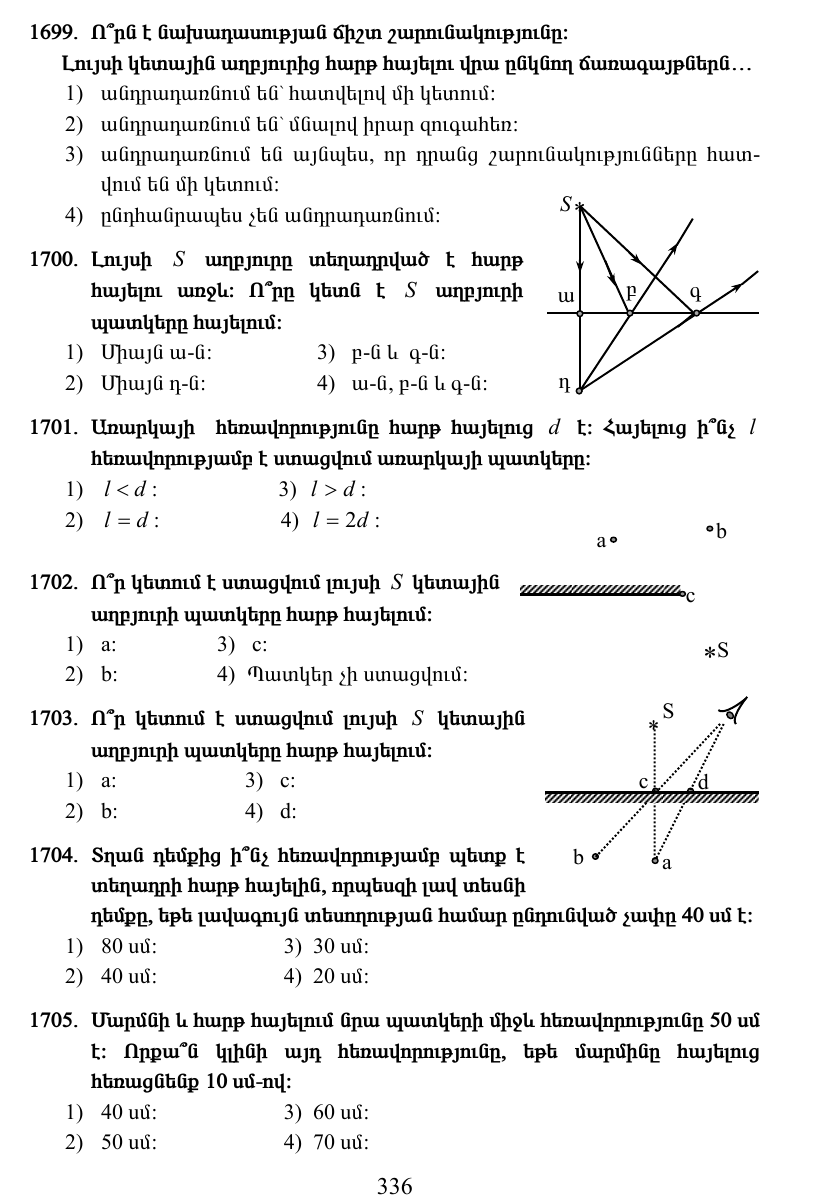 1699. Ո՞րն է նախադասության ճիշտ շարունակությունը:
Լույսի կետային աղբյուրից հարթ հայելու վրա ընկնող ճառագայթներն…
1) անդրադառնում են՝ հատվելով մի կետում:
2) անդրադառնում են՝ մնալով իրար զուգահեռ:
3) անդրադառնում են այնպես, որ դրանց շարունակությունները հատ-
վում են մի կետում:
4) ընդհանրապես չեն անդրադառնում:
S
1700. Լույսի S աղբյուրը տեղադրված է հարթ
հայելու առջև: Ո՞րը կետն է S աղբյուրի
պատկերը հայելում:
ա բ գ
1) Միայն ա-ն: 3) բ-ն և գ-ն:
2) Միայն դ-ն: 4) ա-ն, բ-ն և գ-ն:
դ
1701. Առարկայի հեռավորությունը հարթ հայելուց d է: Հայելուց ի՞նչ l
հեռավորությամբ է ստացվում առարկայի պատկերը:
1) l < d : 3) l > d :
2) l = d : 4) l = 2d :
a b
1702. Ո՞ր կետում է ստացվում լույսի S կետային
աղբյուրի պատկերը հարթ հայելում:
c
1) a: 3) c:
2) b: 4) Պատկեր չի ստացվում:
*S
1703. Ո՞ր կետում է ստացվում լույսի S կետային
աղբյուրի պատկերը հարթ հայելում:
S
1) a: 3) c:
2) b: 4) d:
c d
b a
1704. Տղան դեմքից ի՞նչ հեռավորությամբ պետք է
տեղադրի հարթ հայելին, որպեսզի լավ տեսնի
դեմքը, եթե լավագույն տեսողության համար ընդունված չափը 40 սմ է:
1) 80 սմ: 3) 30 սմ:
2) 40 սմ: 4) 20 սմ:
1705. Մարմնի և հարթ հայելում նրա պատկերի միջև հեռավորությունը 50 սմ
է: Որքա՞ն կլինի այդ հեռավորությունը, եթե մարմինը հայելուց
հեռացնենք 10 սմ-ով:
1) 40 սմ: 3) 60 սմ:
2) 50 սմ: 4) 70 սմ:
336